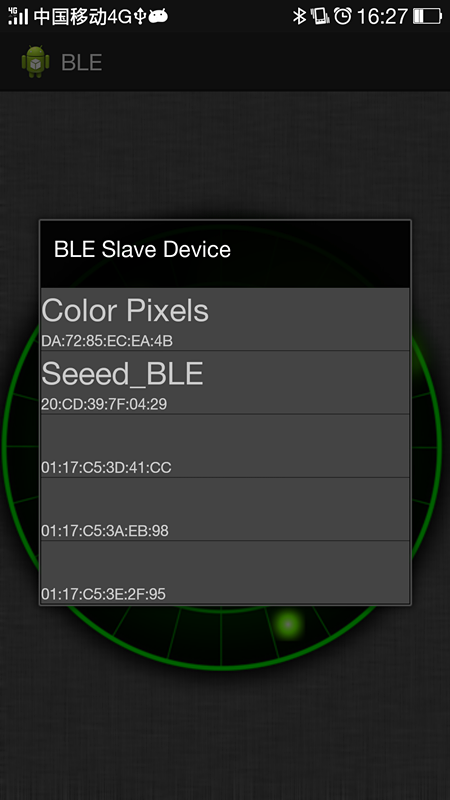 4G 中国移动4G 16:27
BLE
BLE Slave Device
Color Pixels
DA:72:85:EC:EA:4B
Seeed_BLE
20:CD:39:7F:04:29
01:17:C5:3D:41:CC
01:17:C5:3A:EB:98
01:17:C5:3E:2F:95